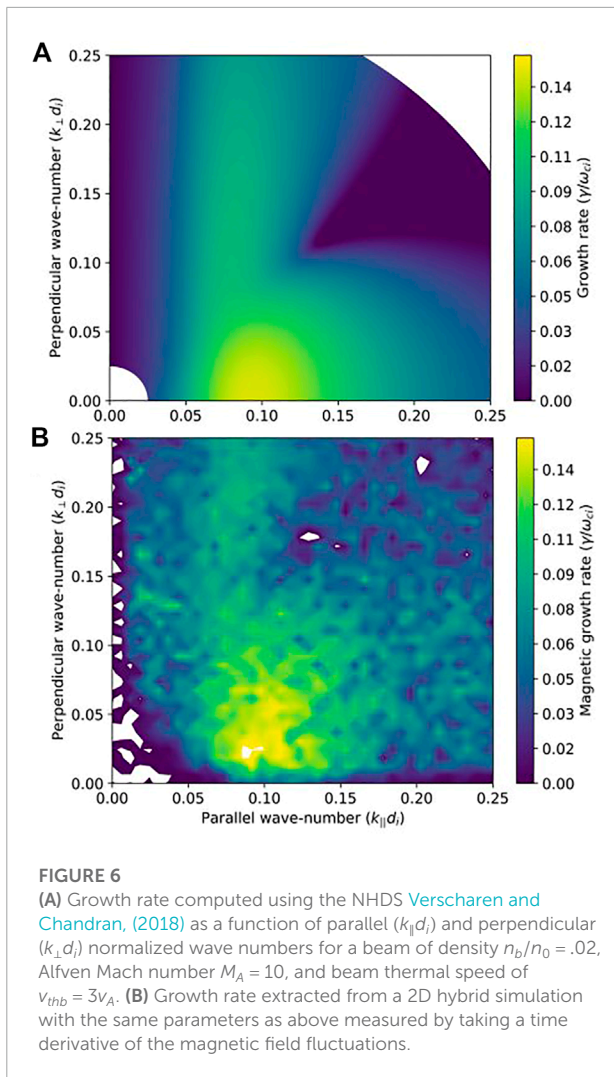 A
0.25
0.20
0.15
0.10
0.05
0.00
Perpendicular wave-number (k⊥dᵢ)
0.00 0.05 0.10 0.15 0.20 0.25
0.14
0.12
0.11
0.09
0.08
0.06
0.05
0.03
0.02
0.00
Growth rate (γ/ω_ci)
B
0.25
0.20
0.15
0.10
0.05
0.00
Perpendicular wave-number (k⊥dᵢ)
0.00 0.05 0.10 0.15 0.20 0.25
Parallel wave-number (k∥dᵢ)
0.14
0.12
0.11
0.09
0.08
0.06
0.05
0.03
0.02
0.00
Magnetic growth rate (γ/ω_ci)
FIGURE 6
(A) Growth rate computed using the NHDS Verscharen and
Chandran, (2018) as a function of parallel (k∥dᵢ) and perpendicular
(k⊥dᵢ) normalized wave numbers for a beam of density n_b/n₀ = .02,
Alfven Mach number M_A = 10, and beam thermal speed of
v_thb = 3v_A. (B) Growth rate extracted from a 2D hybrid simulation
with the same parameters as above measured by taking a time
derivative of the magnetic field fluctuations.